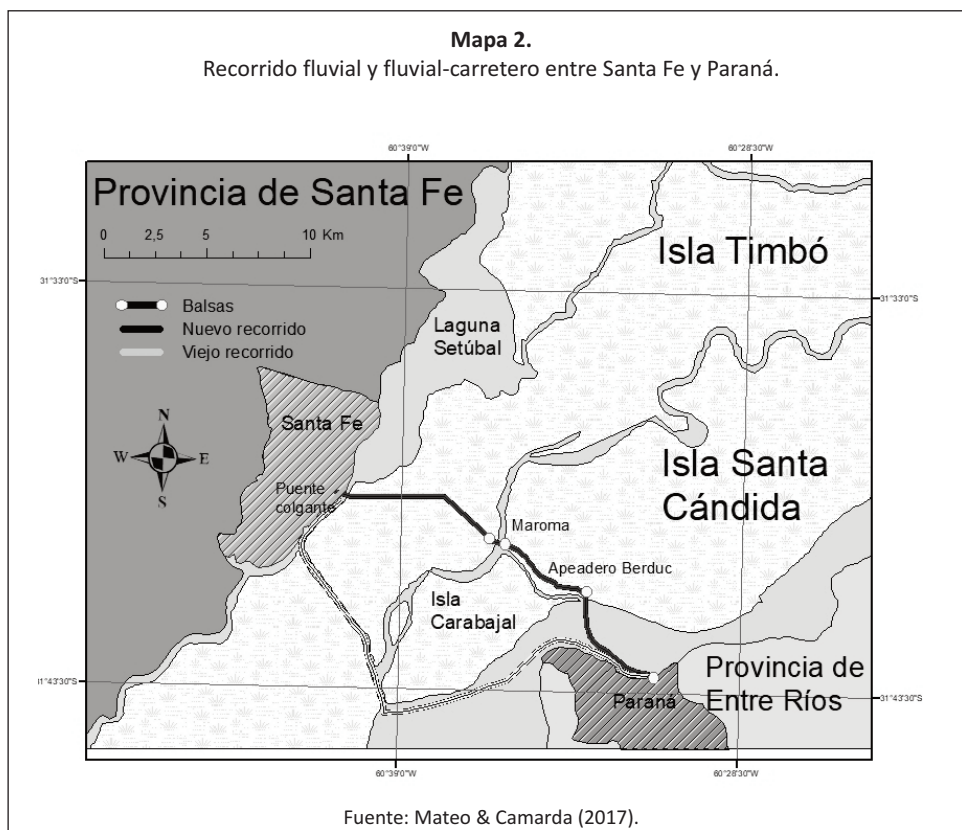 Mapa 2.
Recorrido fluvial y fluvial-carretero entre Santa Fe y Paraná.
60°39'0"W
60°28'30"W
Provincia de Santa Fe
0 2,5 5 10 Km
Isla Timbó
31°33'0"S
31°33'0"S
Balsas
Nuevo recorrido
Viejo recorrido
Laguna
Setúbal
Santa Fe
N
W E
S
Isla Santa
Cándida
Puente
colgante
Maroma
Apeadero Berduc
Isla
Carabajal
Provincia de
Entre Ríos
Paraná
31°43'30"S
31°43'30"S
60°39'0"W
60°28'30"W
Fuente: Mateo & Camarda (2017).